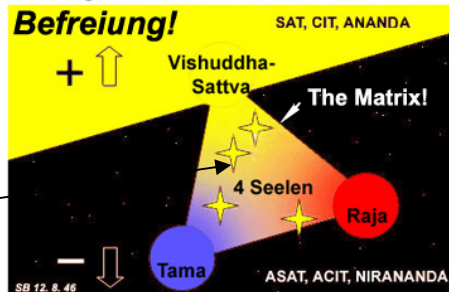 Befreiung!
SAT, CIT, ANANDA
+
Vishuddha-
Sattva
The Matrix!
4 Seelen
Raja
–
Tama
ASAT, ACIT, NIRANANDA
SB 12. 8. 46